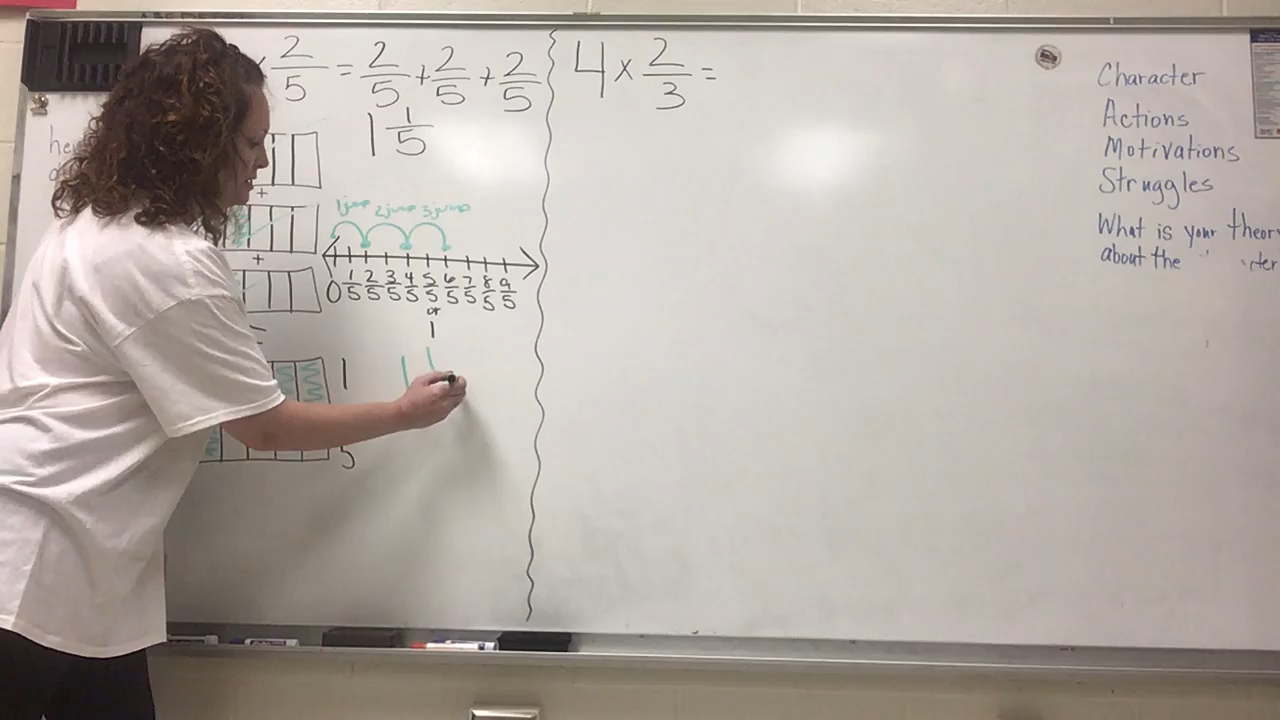 2/5 = 2/5 + 2/5 + 2/5
1 1/5
1 jump 2 jump 3 jump
0 1/5 2/5 3/5 4/5 5/5 6/5 7/5 8/5 9/5
or
1
+
+
=
1
5
4 x 2/3 =
Character
Actions
Motivations
Struggles
What is your theory
about the